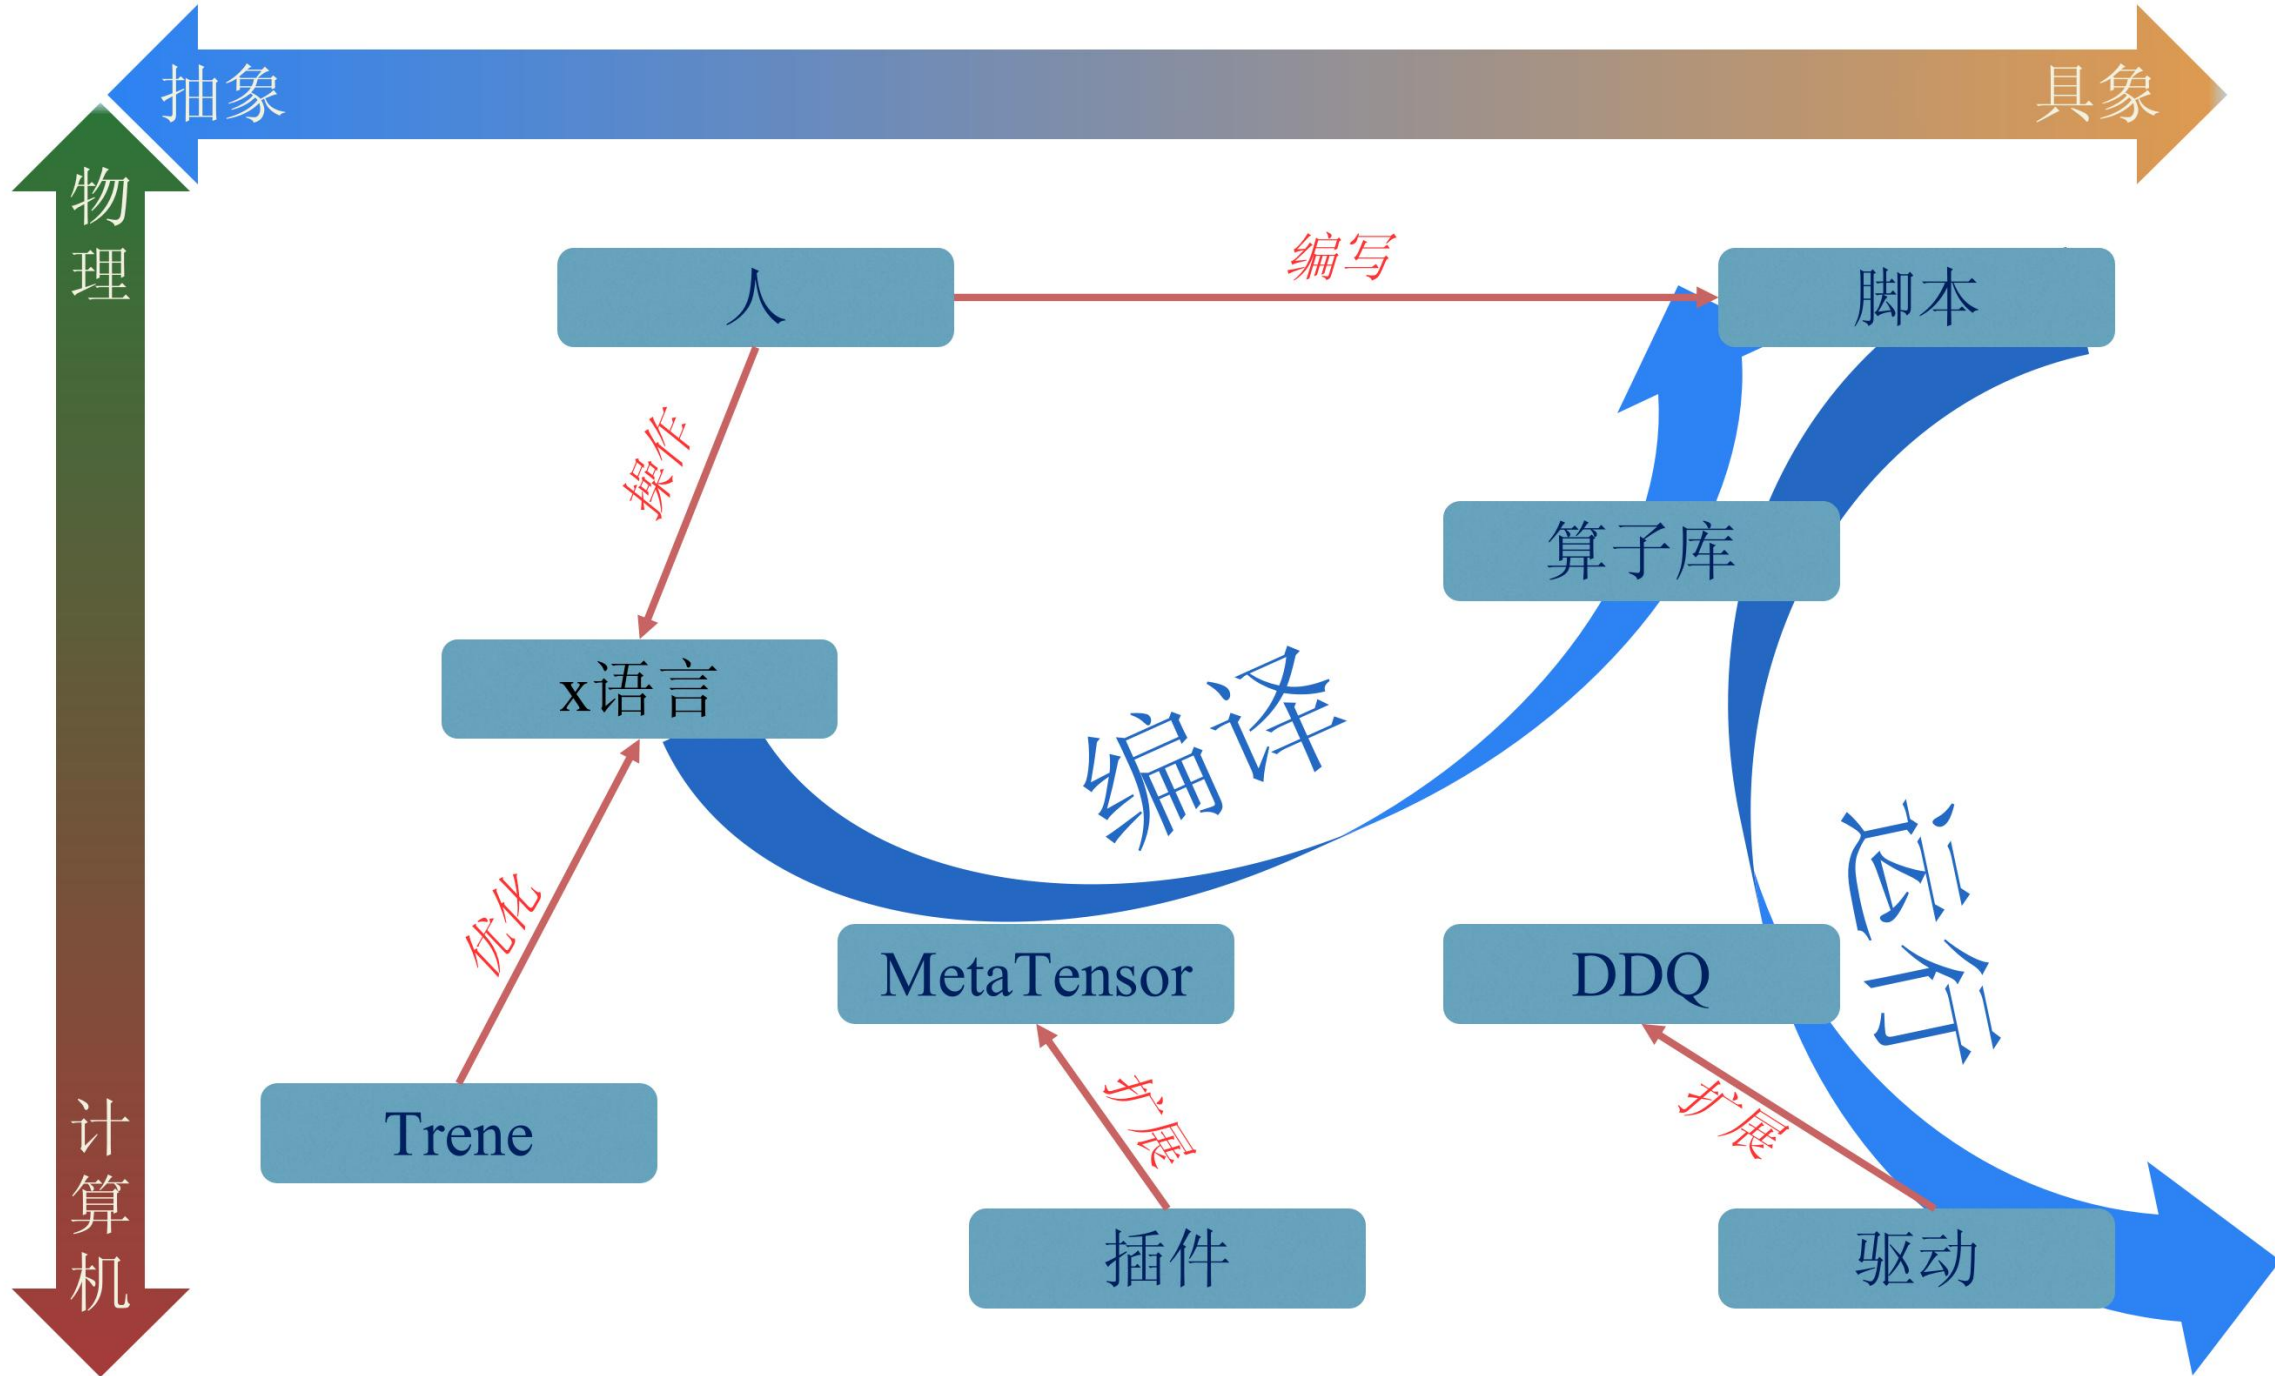 抽象
具象
物理
编写
人
脚本
操作
算子库
x语言
编译
运行
优化
MetaTensor
DDQ
扩展
扩展
Trene
计算机
插件
驱动